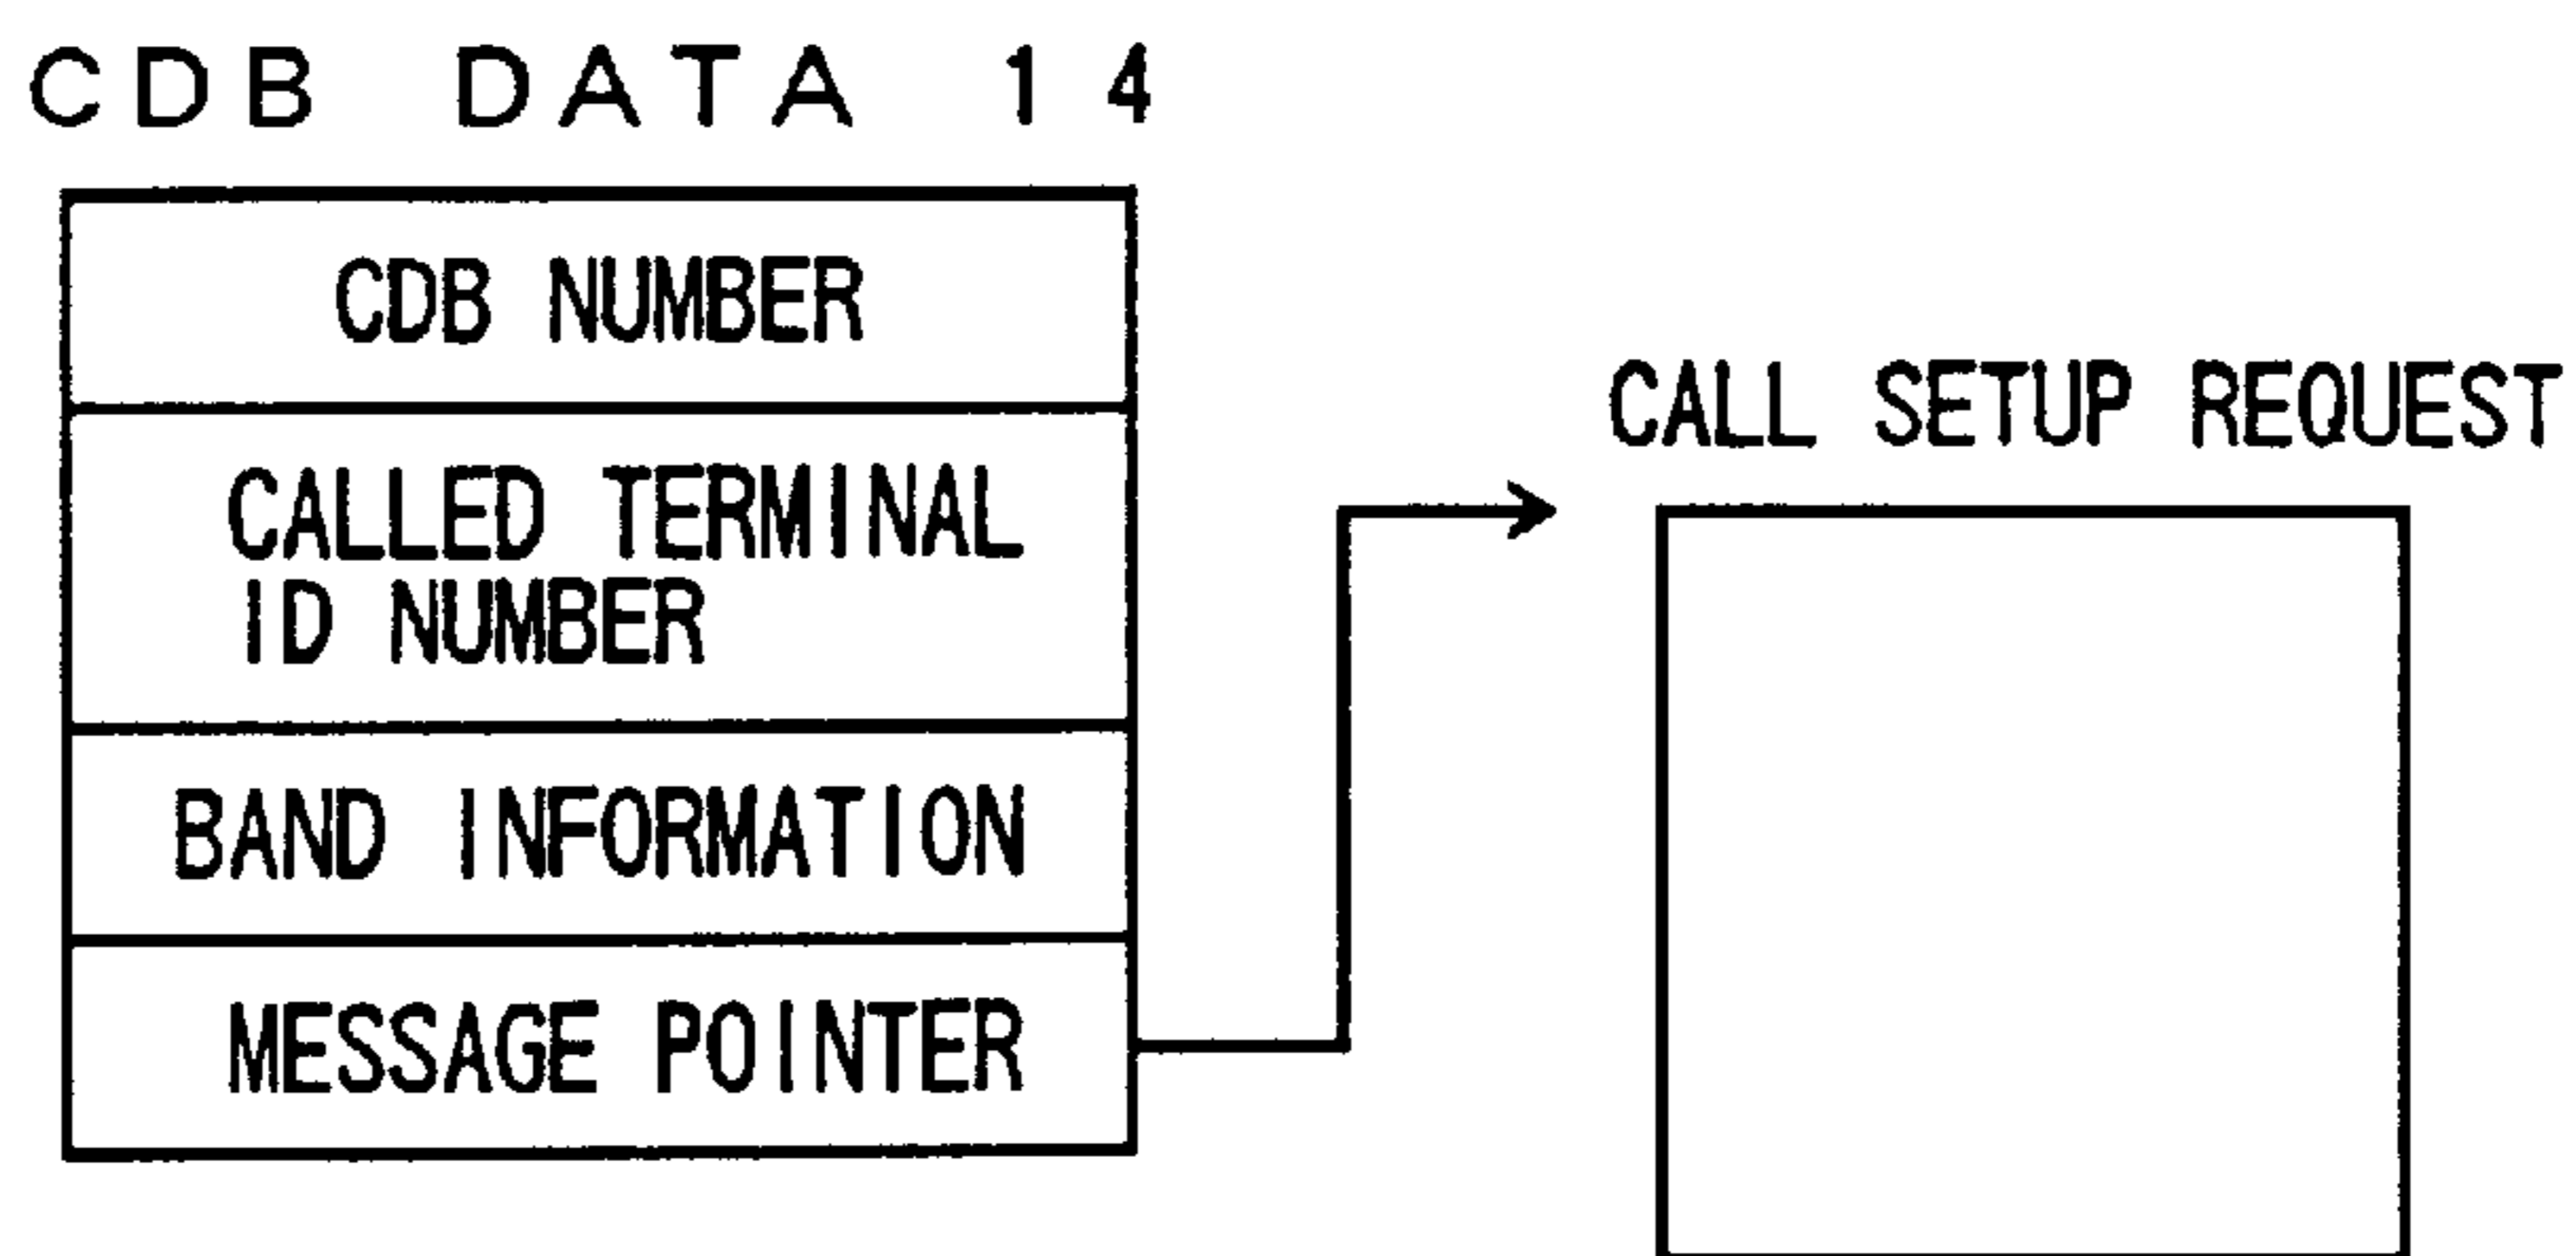 CDB DATA 14
CDB NUMBER
CALLED TERMINAL
ID NUMBER
BAND INFORMATION
MESSAGE POINTER
CALL SETUP REQUEST